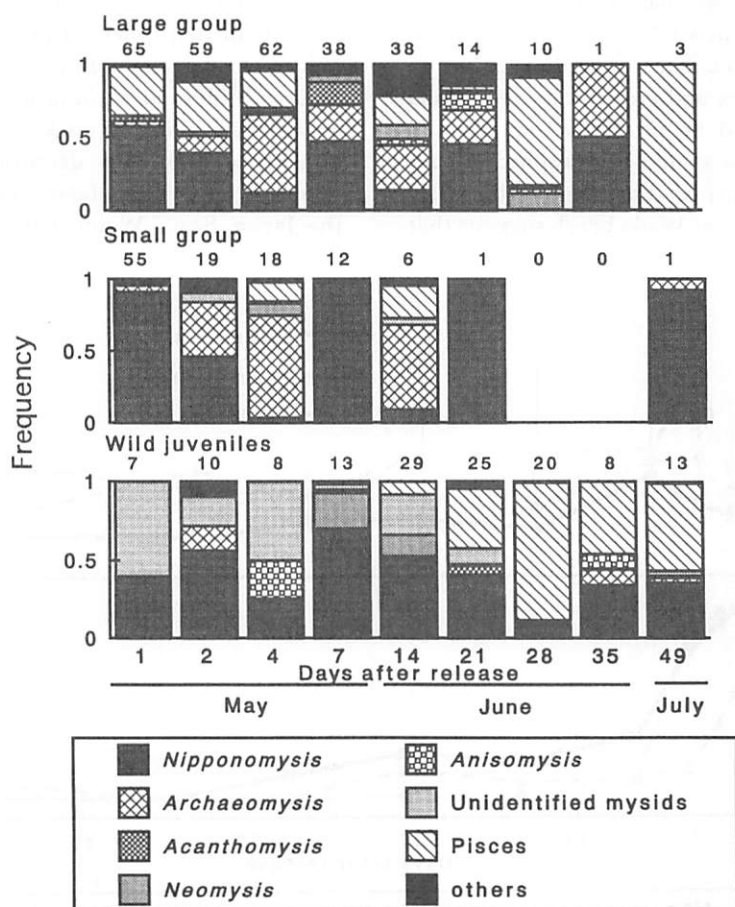 Large group
65 59 62 38 38 14 10 1 3
1
0.5
0
Small group
55 19 18 12 6 1 0 0 1
1
0.5
0
Frequency
Wild juveniles
7 10 8 13 29 25 20 8 13
1
0.5
0
1 2 4 7 14 21 28 35 49
Days after release
May June July
Nipponomysis
Archaeomysis
Acanthomysis
Neomysis
Anisomysis
Unidentified mysids
Pisces
others